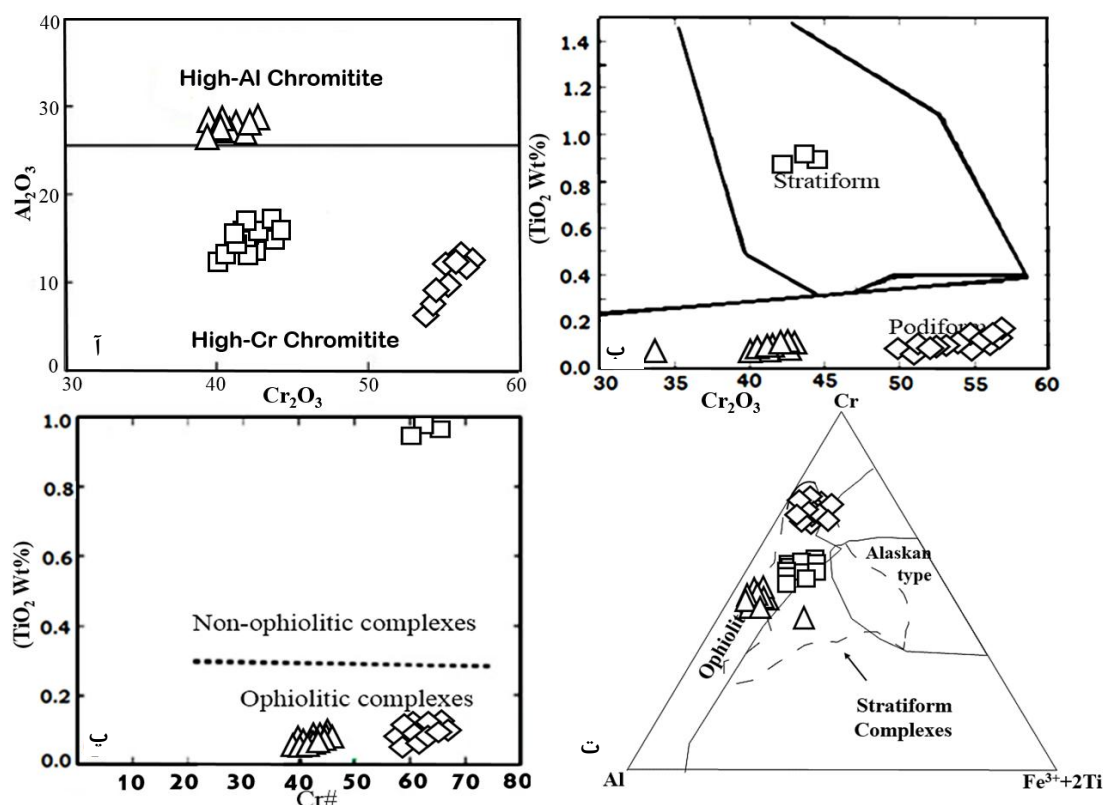 40
High-Al Chromitite
30
Al₂O₃
20
10
High-Cr Chromitite
آ
0
30
40
50
60
Cr₂O₃
1.4
1.2
1.0
(TiO₂ Wt%)
0.8
Stratiform
0.6
0.4
0.2
Podiform
ب
0.0
30
35
40
45
50
55
60
Cr₂O₃
1.0
0.8
(TiO₂ Wt%)
0.6
0.4
Non-ophiolitic complexes
0.2
Ophiolitic complexes
پ
0.0
10
20
30
40
50
60
70
80
Cr#
Cr
Alaskan
type
Stratiform
Complexes
ت
Al
Fe³⁺+2Ti